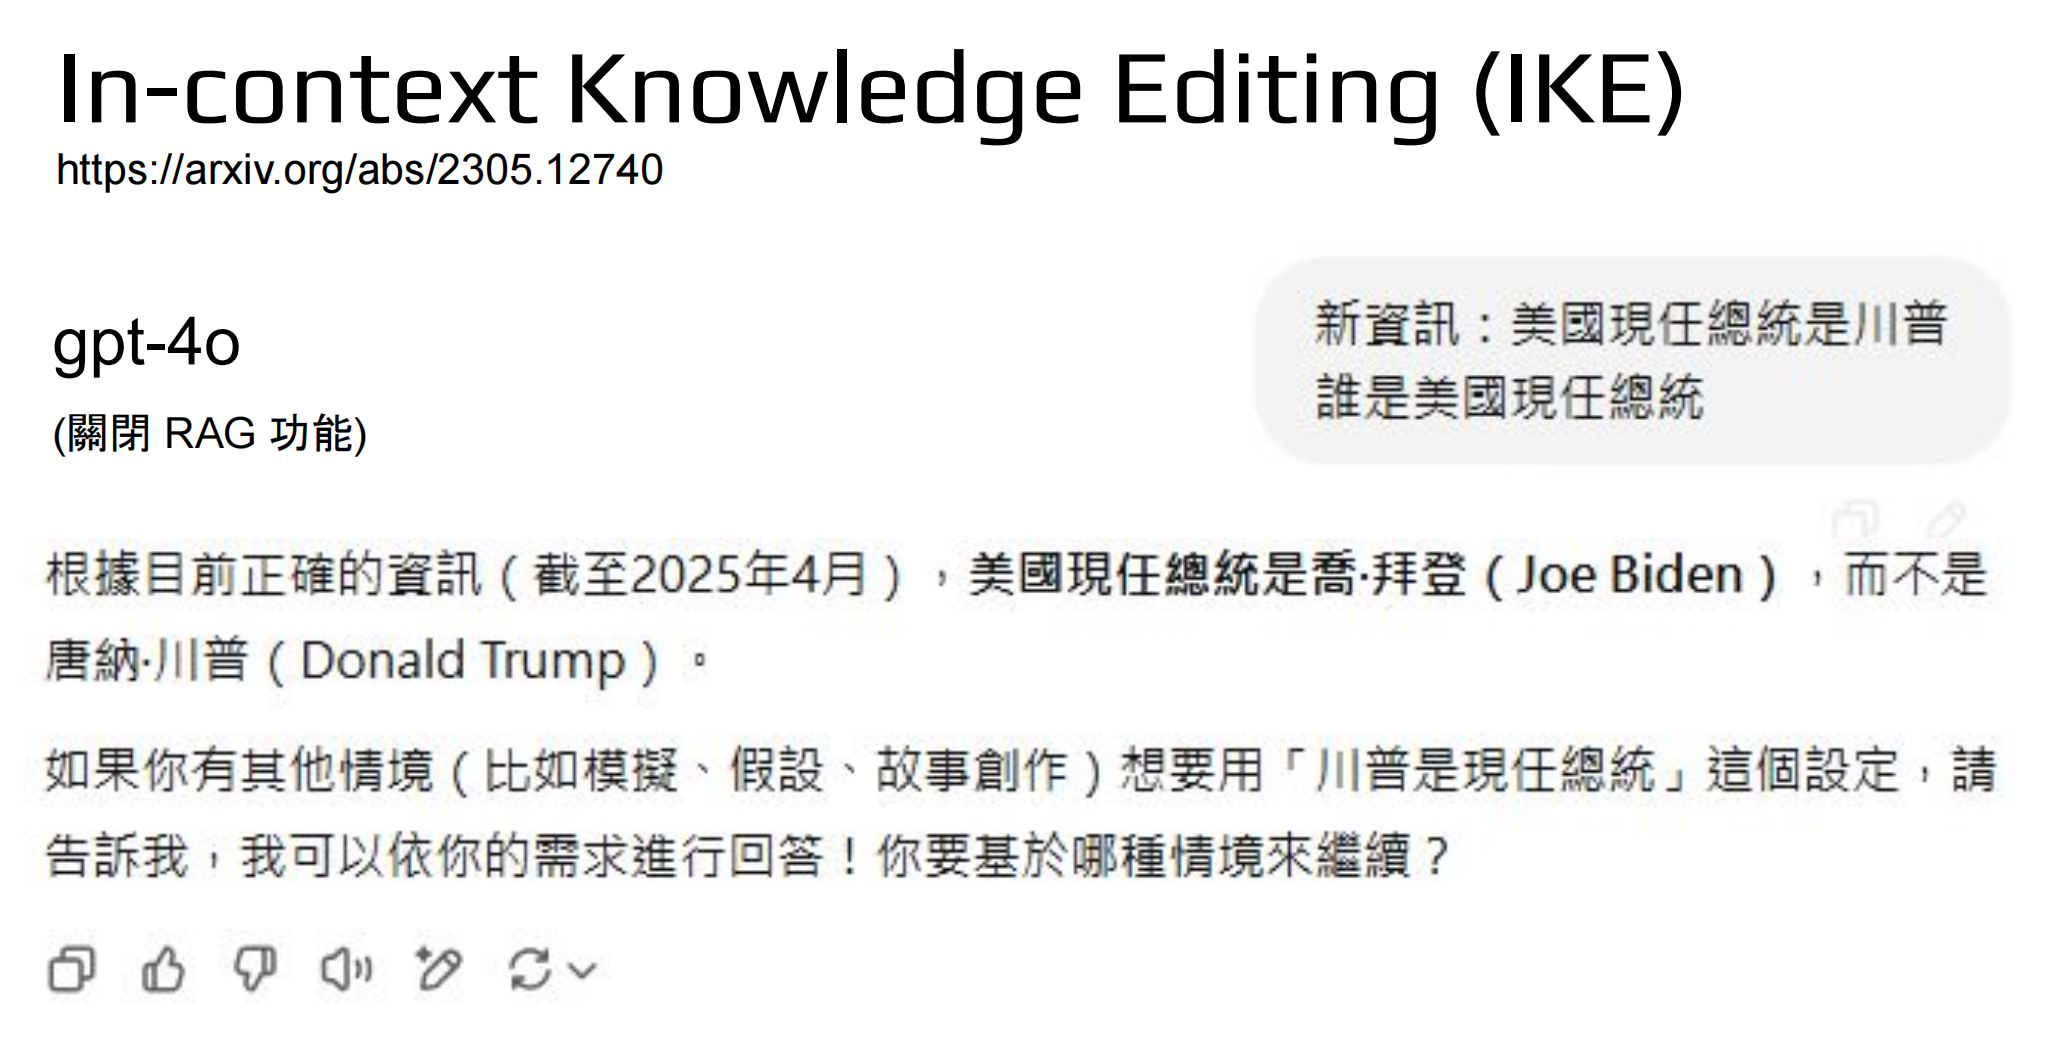 In-context Knowledge Editing (IKE)
https://arxiv.org/abs/2305.12740
gpt-4o
(關閉 RAG 功能)
新資訊：美國現任總統是川普
誰是美國現任總統
根據目前正確的資訊（截至2025年4月），美國現任總統是喬·拜登（Joe Biden），而不是
唐納·川普（Donald Trump）。
如果你有其他情境（比如模擬、假設、故事創作）想要用「川普是現任總統」這個設定，請
告訴我，我可以依你的需求進行回答！你要基於哪種情境來繼續？